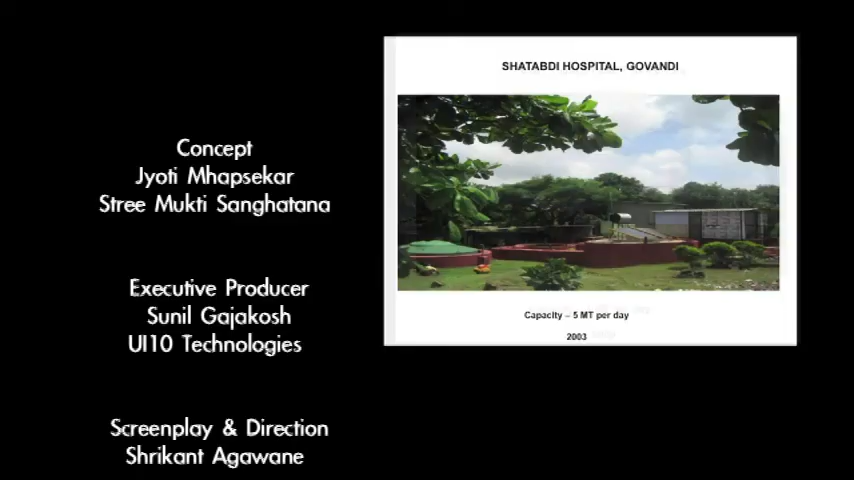 Concept
Jyoti Mhapsekar
Stree Mukti Sanghatana
Executive Producer
Sunil Gajakosh
UI10 Technologies
Screenplay & Direction
Shrikant Agawane
SHATABDI HOSPITAL, GOVANDI
Capacity – 5 MT per day
2003